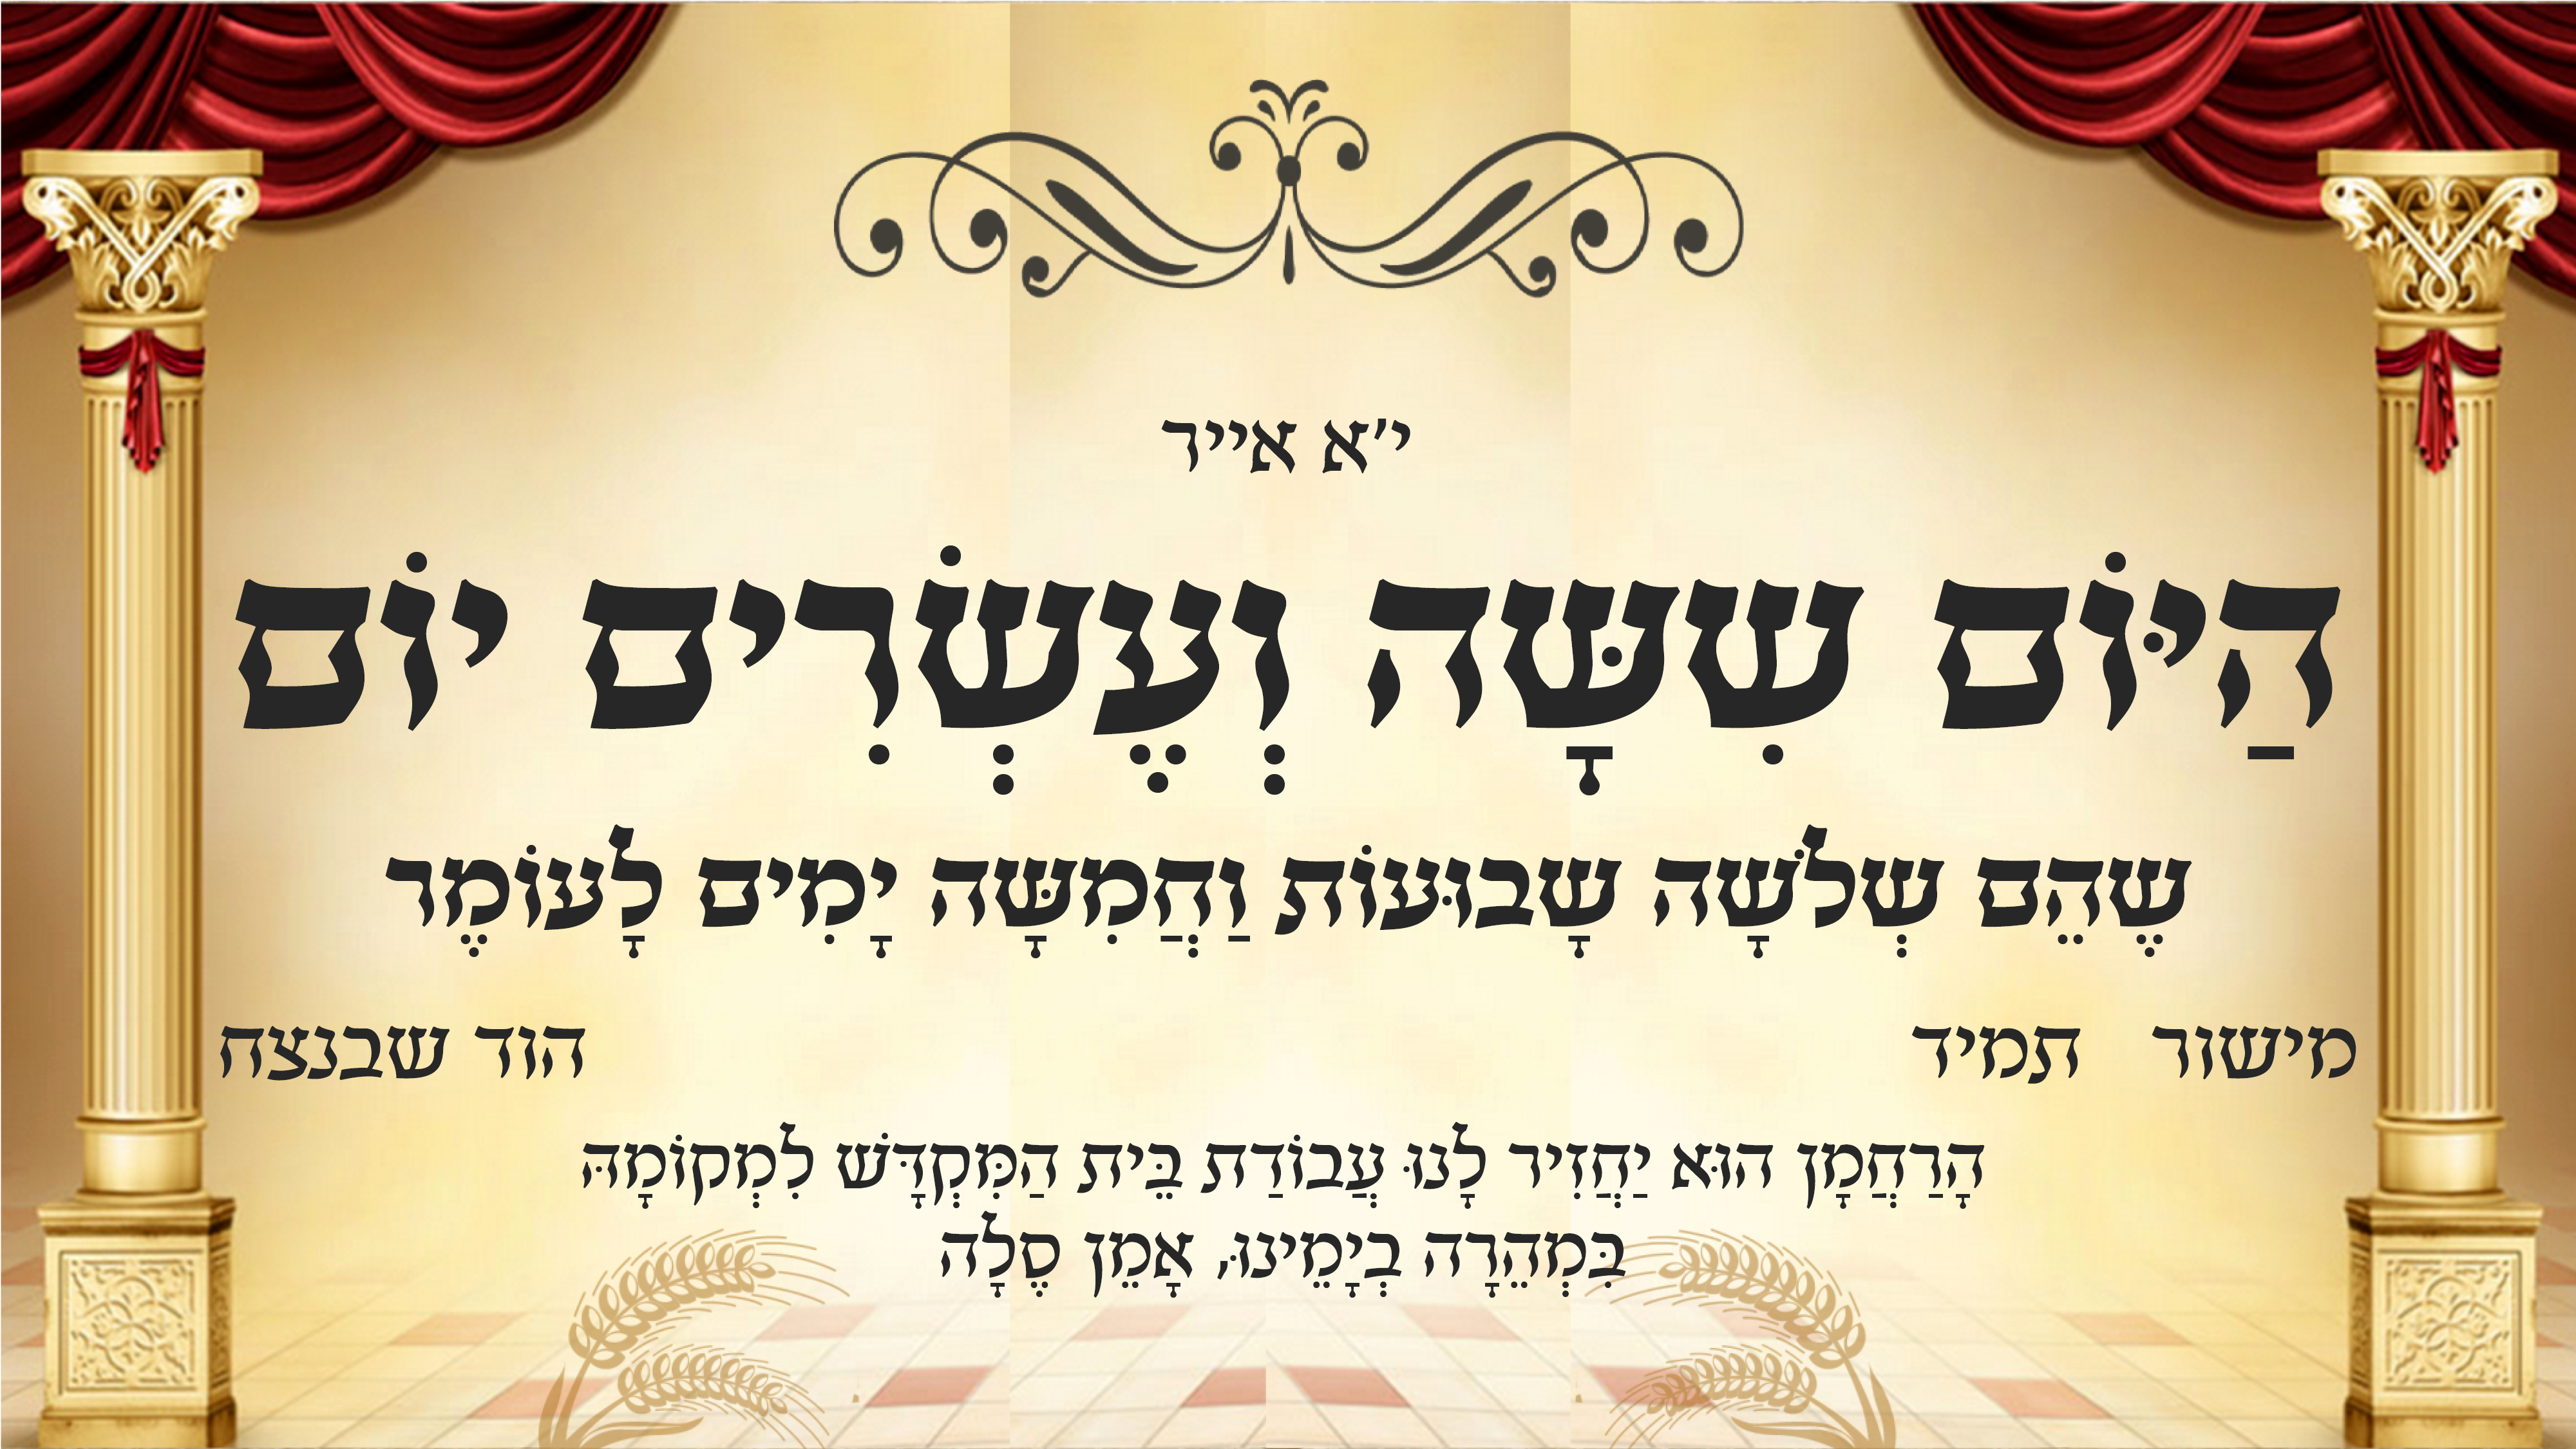 י'א אייר
הַיּוֹם שִׁשָּׁה וְעֶשְׂרִים יוֹם
שֶׁהֵם שְׁלֹשָׁה שָׁבוּעוֹת וַחֲמִשָּׁה יָמִים לָעוֹמֶר
מישור תמיד הוד שבנצח
הָרַחֲמָן הוּא יַחֲזִיר לָנוּ עֲבוֹדַת בֵּית הַמִּקְדָּשׁ לִמְקוֹמָהּ
בִּמְהֵרָה בְיָמֵינוּ, אָמֵן סֶלָה